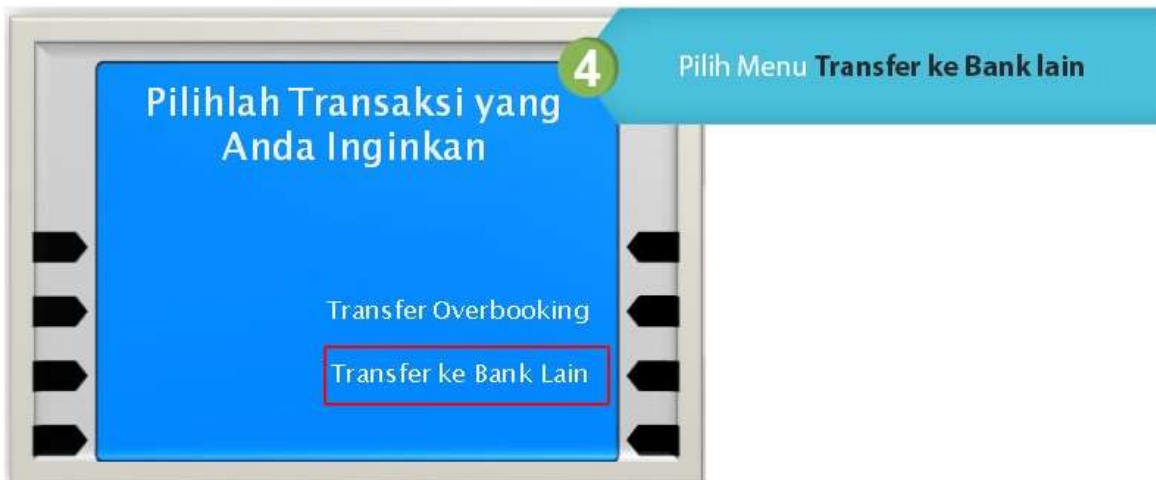 4
Pilih Menu Transfer ke Bank lain
Pilihlah Transaksi yang
Anda Inginkan
Transfer Overbooking
Transfer ke Bank Lain